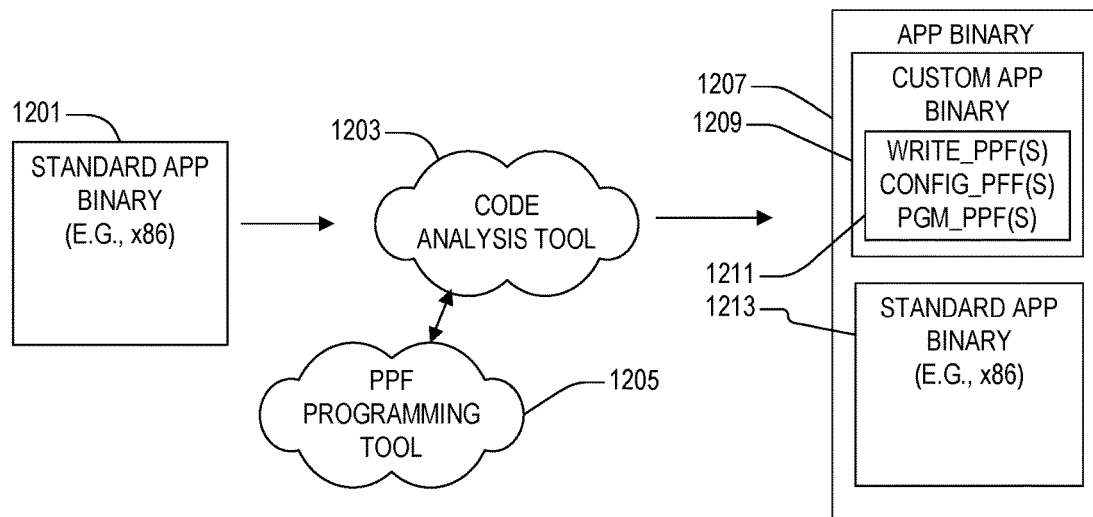 1201
STANDARD APP
BINARY
(E.G., x86)
1203
CODE
ANALYSIS TOOL
PPF
PROGRAMMING
TOOL
1205
APP BINARY
1207
CUSTOM APP
BINARY
1209
WRITE_PPF(S)
CONFIG_PFF(S)
PGM_PPF(S)
1211
1213
STANDARD APP
BINARY
(E.G., x86)